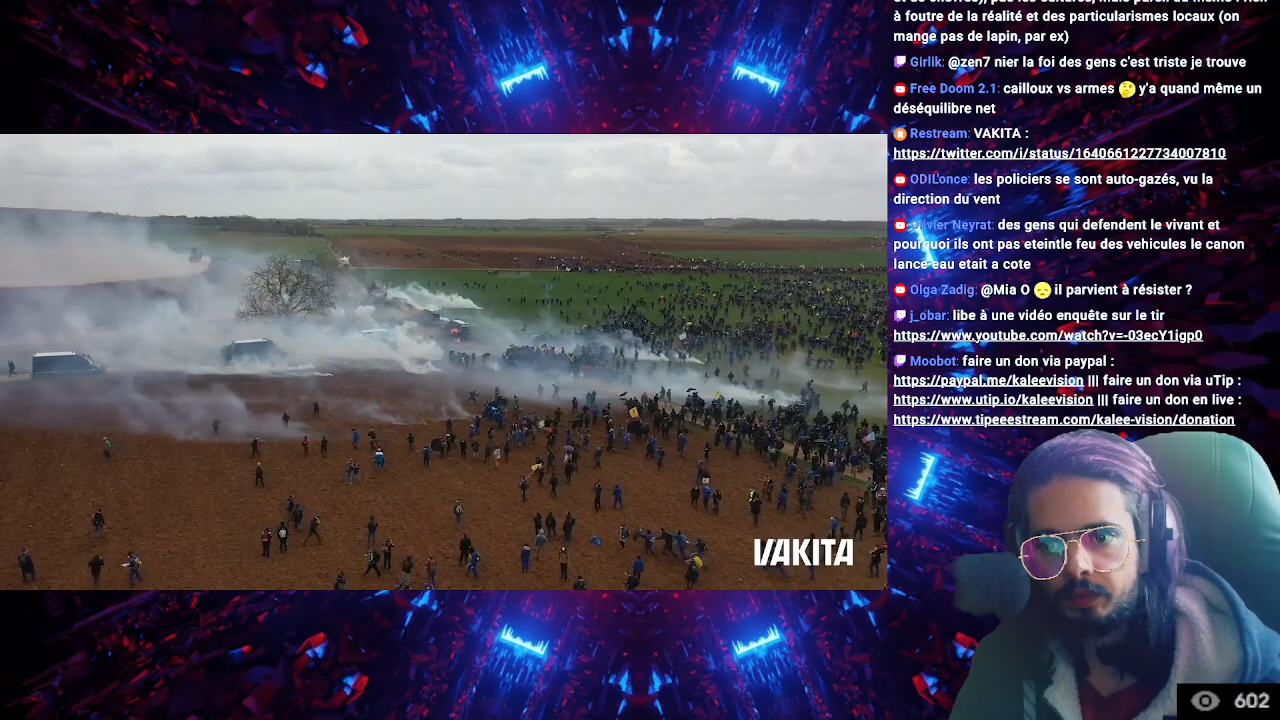 à foutre de la réalité et des particularismes locaux (on
mange pas de lapin, par ex)
Girlik: @zen7 nier la foi des gens c'est triste je trouve
Free Doom 2.1: cailloux vs armes 🤔 y'a quand même un
déséquilibre net
Restream: VAKITA :
https://twitter.com/i/status/1640661227734007810
ODILonce: les policiers se sont auto-gazés, vu la
direction du vent
Olivier Neyrat: des gens qui defendent le vivant et
pourquoi ils ont pas eteintle feu des vehicules le canon
lance eau etait a cote
Olga Zadig: @Mia O 😞 il parvient à résister ?
j_obar: libe à une vidéo enquête sur le tir
https://www.youtube.com/watch?v=-03ecY1igp0
Moobot: faire un don via paypal :
https://paypal.me/kaleevision ||| faire un don via uTip :
https://www.utip.io/kaleevision ||| faire un don en live :
https://www.tipeeestream.com/kalee-vision/donation
VAKITA
602